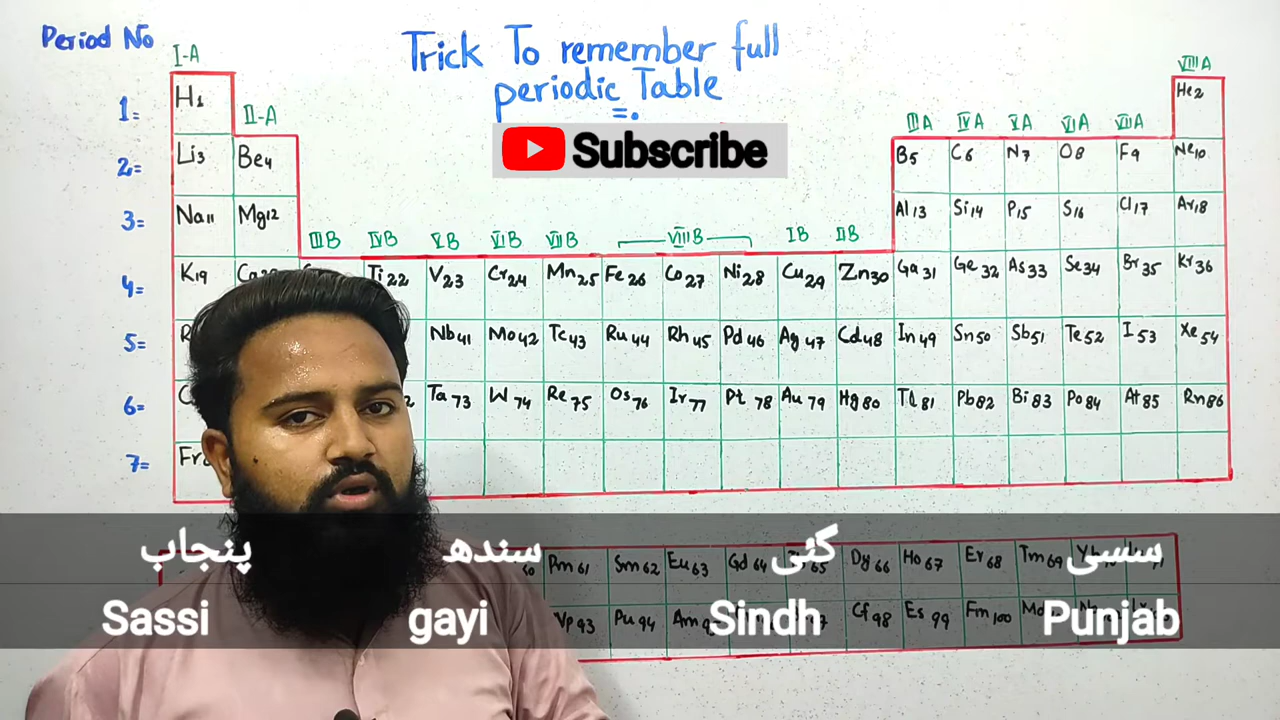 Period No
I-A
Trick To remember full
periodic Table
VIII A
1=
H1
II-A
He2
III A IV A V A VI A VII A
Subscribe
2=
Li3 Be4 B5 C6 N7 O8 F9 Ne10
3=
Na11 Mg12 Al13 Si14 P15 S16 Cl17 Ar18
III B IV B V B VI B VII B VIII B I B II B
4=
K19 Ti22 V23 Cr24 Mn25 Fe26 Co27 Ni28 Cu29 Zn30 Ga31 Ge32 As33 Se34 Br35 Kr36
5=
Nb41 Mo42 Tc43 Ru44 Rh45 Pd46 Ag47 Cd48 In49 Sn50 Sb51 Te52 I53 Xe54
6=
Ta73 W74 Re75 Os76 Ir77 Pt78 Au79 Hg80 Tl81 Pb82 Bi83 Po84 At85 Rn86
7=
سسی گئی سندھ پنجاب
Pm61 Sm62 Eu63 Gd64 Dy66 Ho67 Er68 Tm69
Sassi gayi Sindh Punjab
Pu94 Cf98 Es99 Fm100